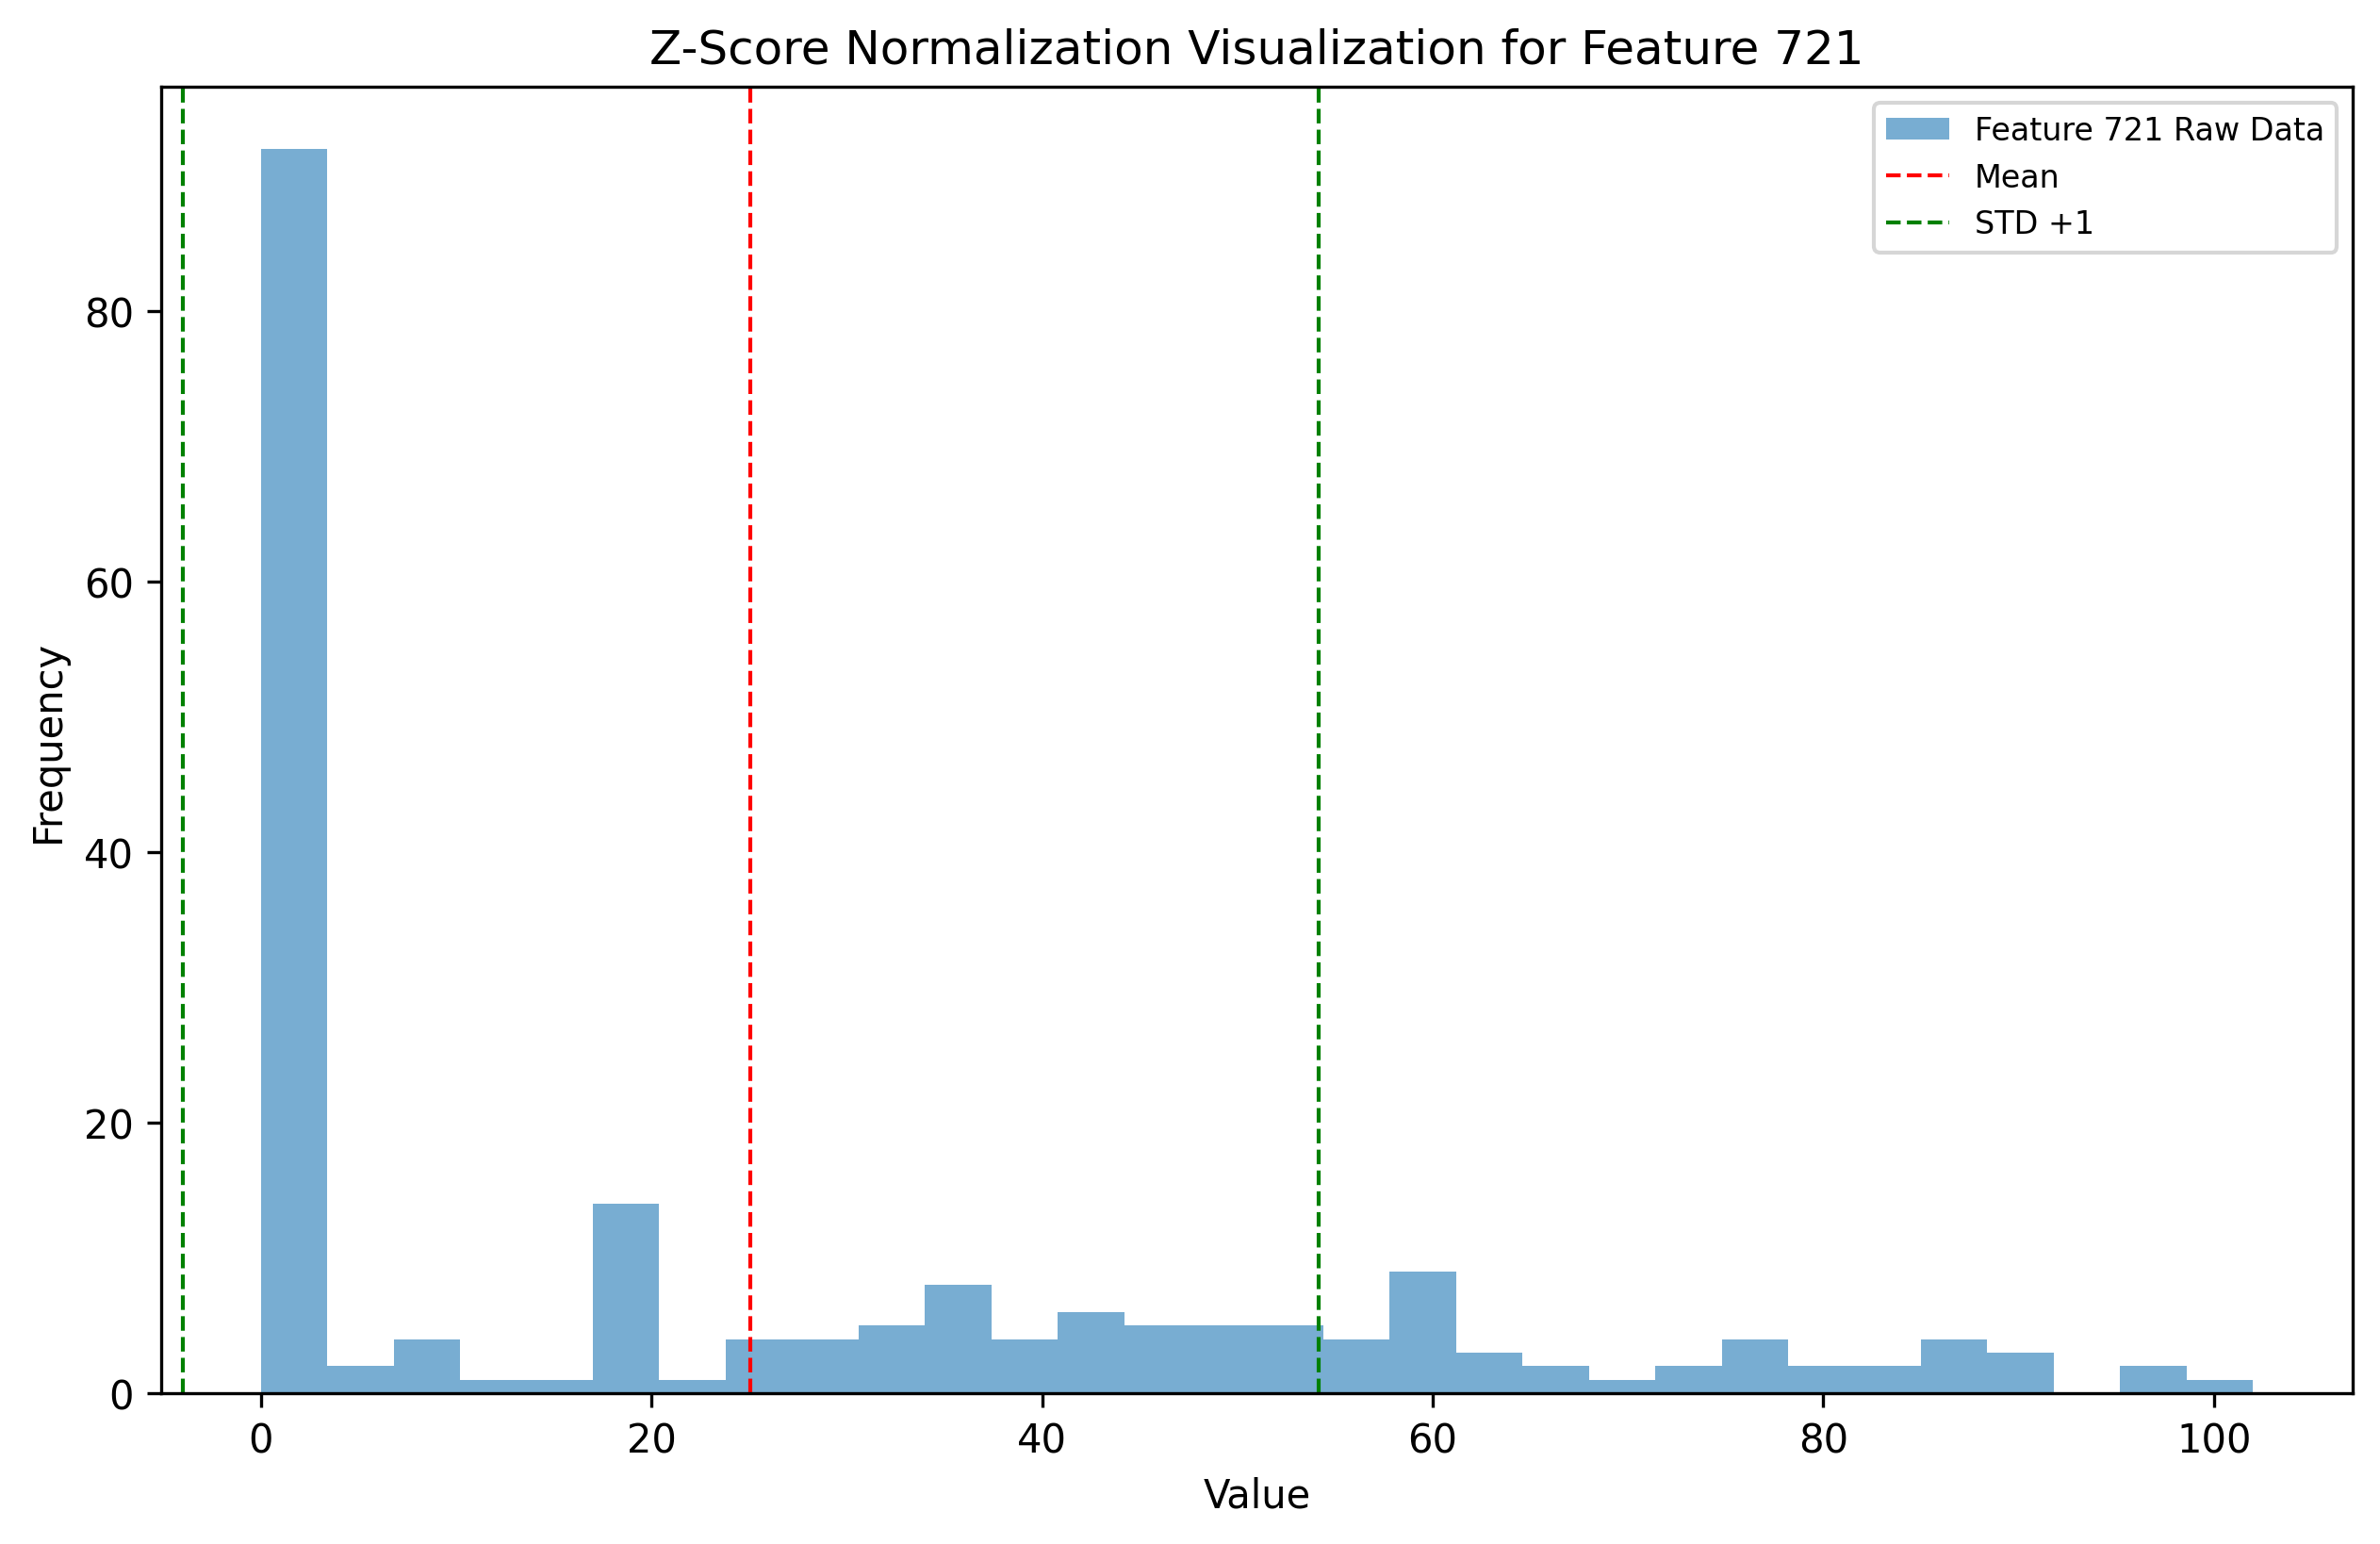 Z-Score Normalization Visualization for Feature 721
Feature 721 Raw Data
Mean
STD +1
80
60
40
20
0
Frequency
0 20 40 60 80 100
Value